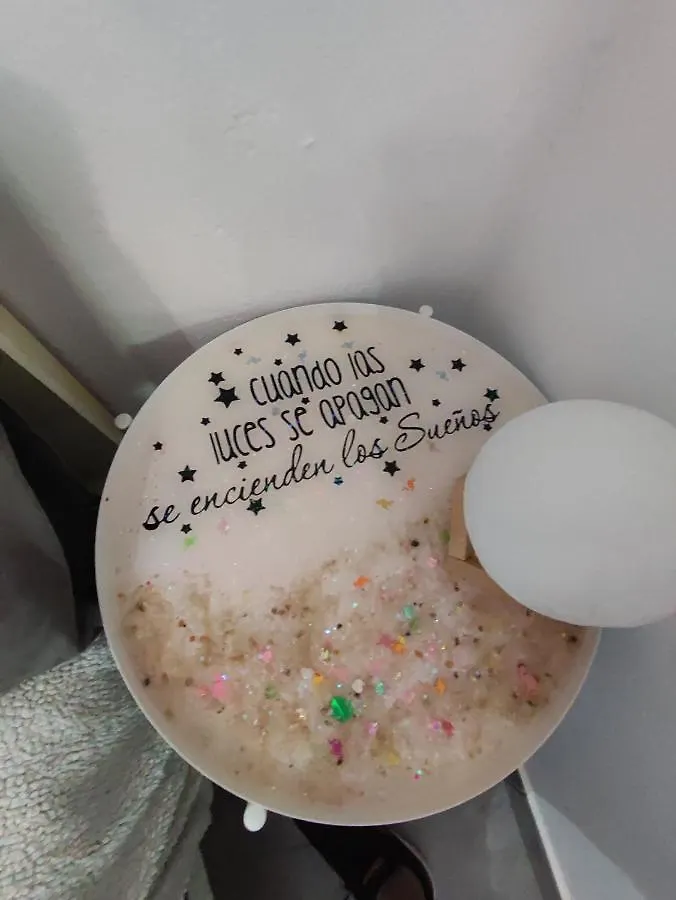 cuando las
luces se apagan
se encienden los Sueños